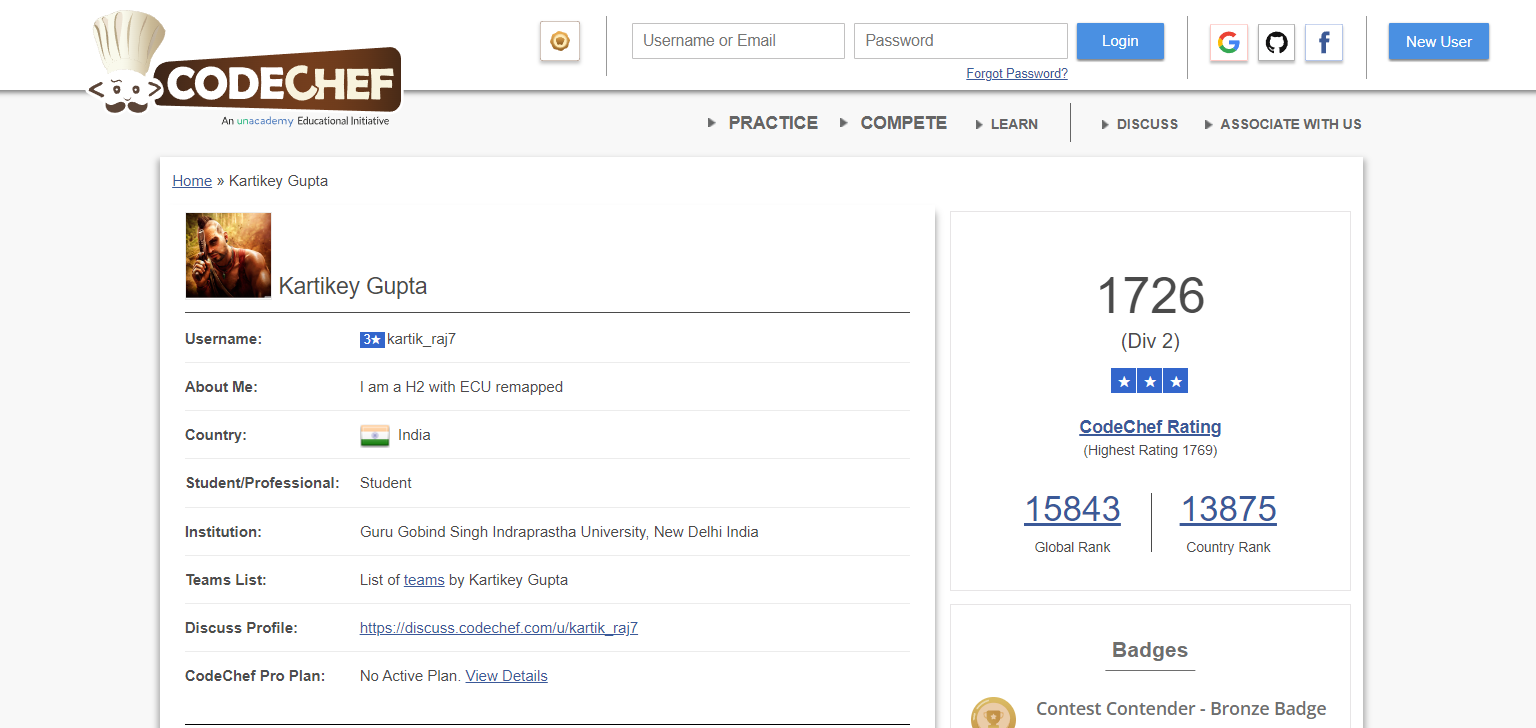 CODECHEF
An unacademy Educational Initiative
Username or Email
Password
Login
Forgot Password?
G
f
New User
PRACTICE
COMPETE
LEARN
DISCUSS
ASSOCIATE WITH US
Home » Kartikey Gupta
Kartikey Gupta
Username: 3★ kartik_raj7
About Me: I am a H2 with ECU remapped
Country: India
Student/Professional: Student
Institution: Guru Gobind Singh Indraprastha University, New Delhi India
Teams List: List of teams by Kartikey Gupta
Discuss Profile: https://discuss.codechef.com/u/kartik_raj7
CodeChef Pro Plan: No Active Plan. View Details
1726
(Div 2)
★ ★ ★
CodeChef Rating
(Highest Rating 1769)
15843 13875
Global Rank Country Rank
Badges
Contest Contender - Bronze Badge